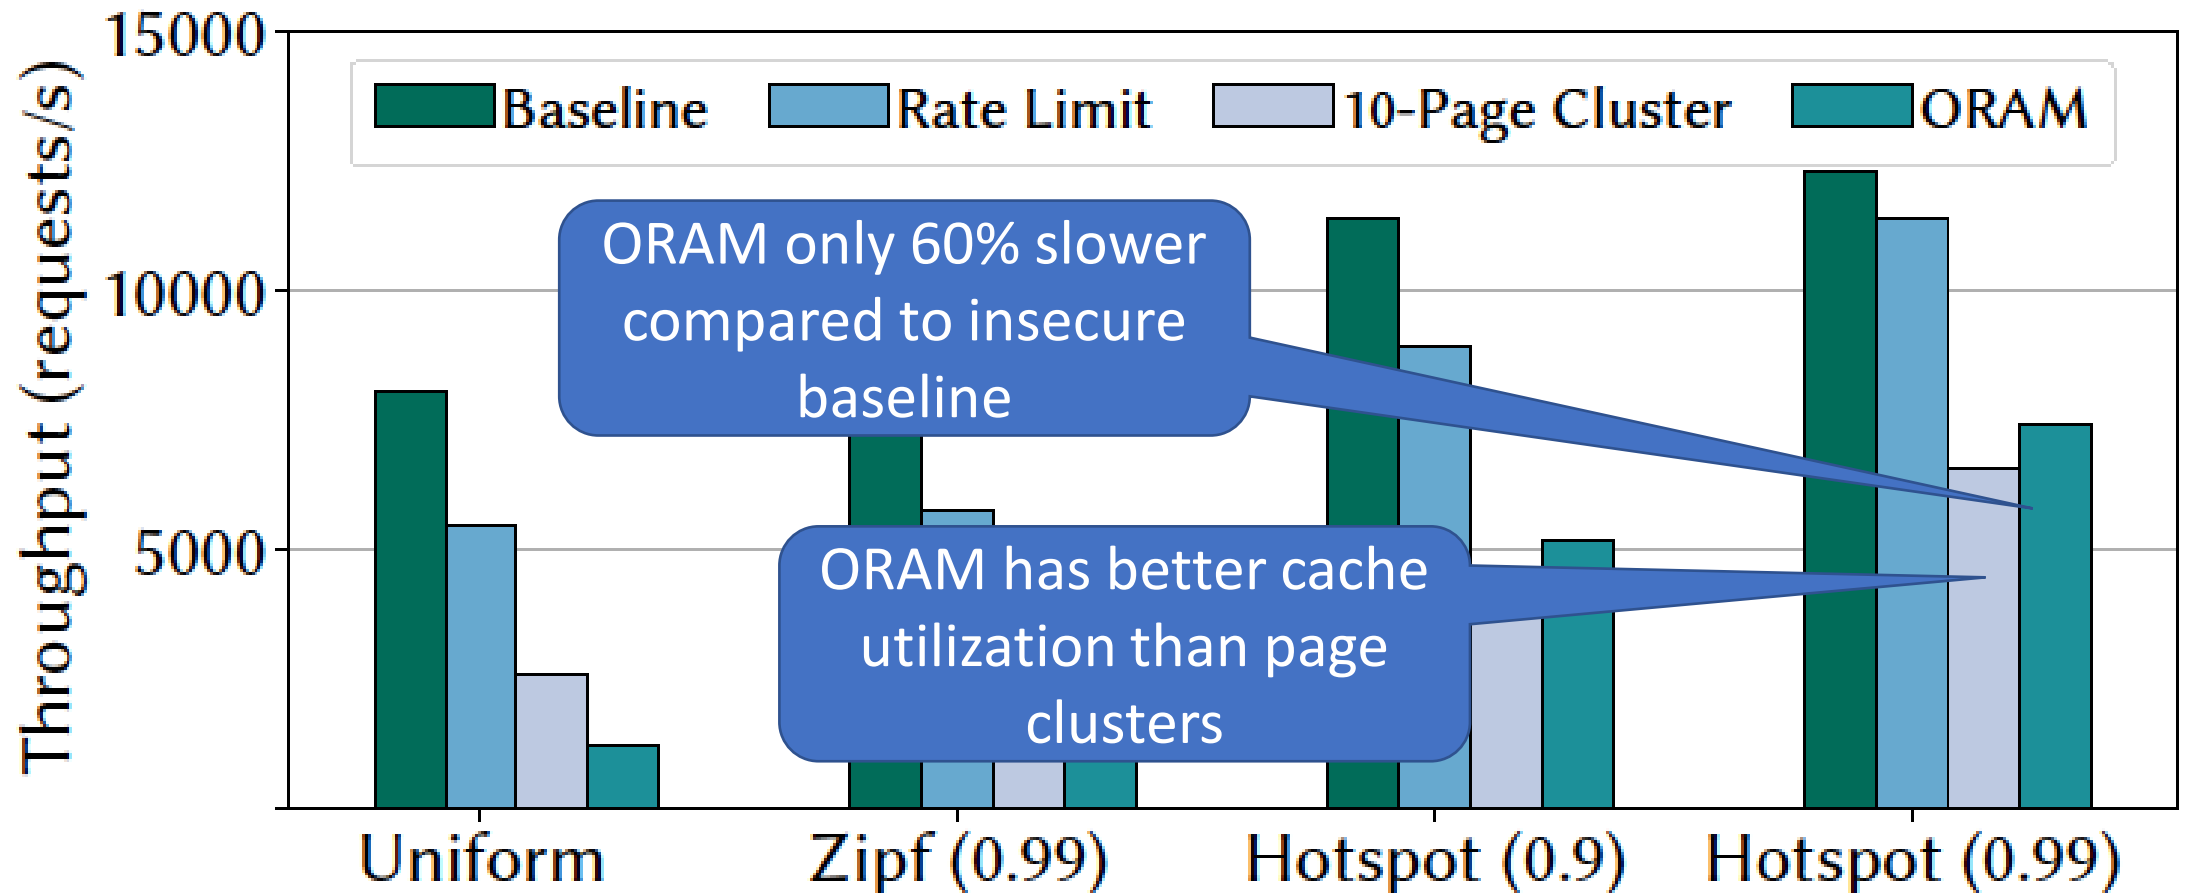 Throughput (requests/s)
15000
10000
5000
Baseline
Rate Limit
10-Page Cluster
ORAM
ORAM only 60% slower
compared to insecure
baseline
ORAM has better cache
utilization than page
clusters
Uniform
Zipf (0.99)
Hotspot (0.9)
Hotspot (0.99)